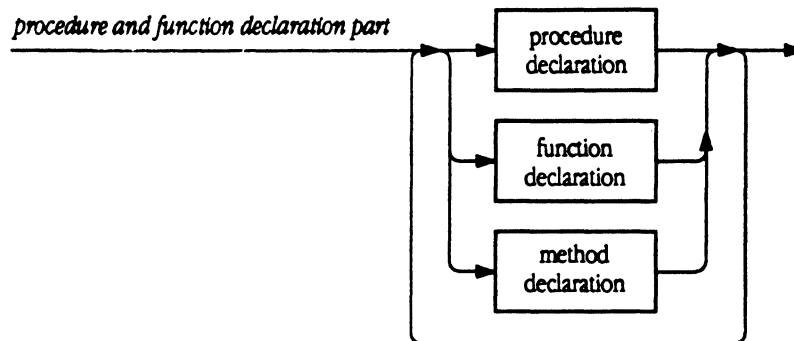 procedure and function declaration part
procedure
declaration
function
declaration
method
declaration